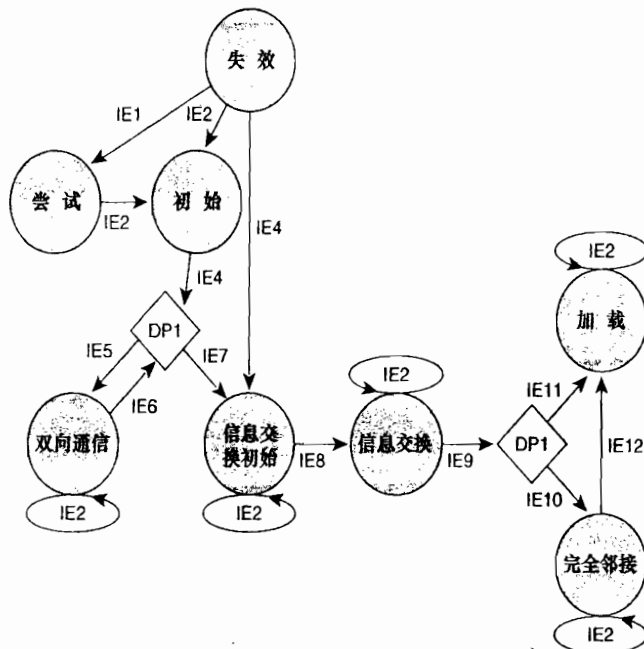 失效
IE1
IE2
尝试
IE2
初始
IE4
IE4
IE2
加载
DP1
IE5
IE7
IE6
IE2
IE11
双向通信
信息交
换初始
IE8
信息交换
IE9
DP1
IE12
IE10
IE2
IE2
完全邻接
IE2